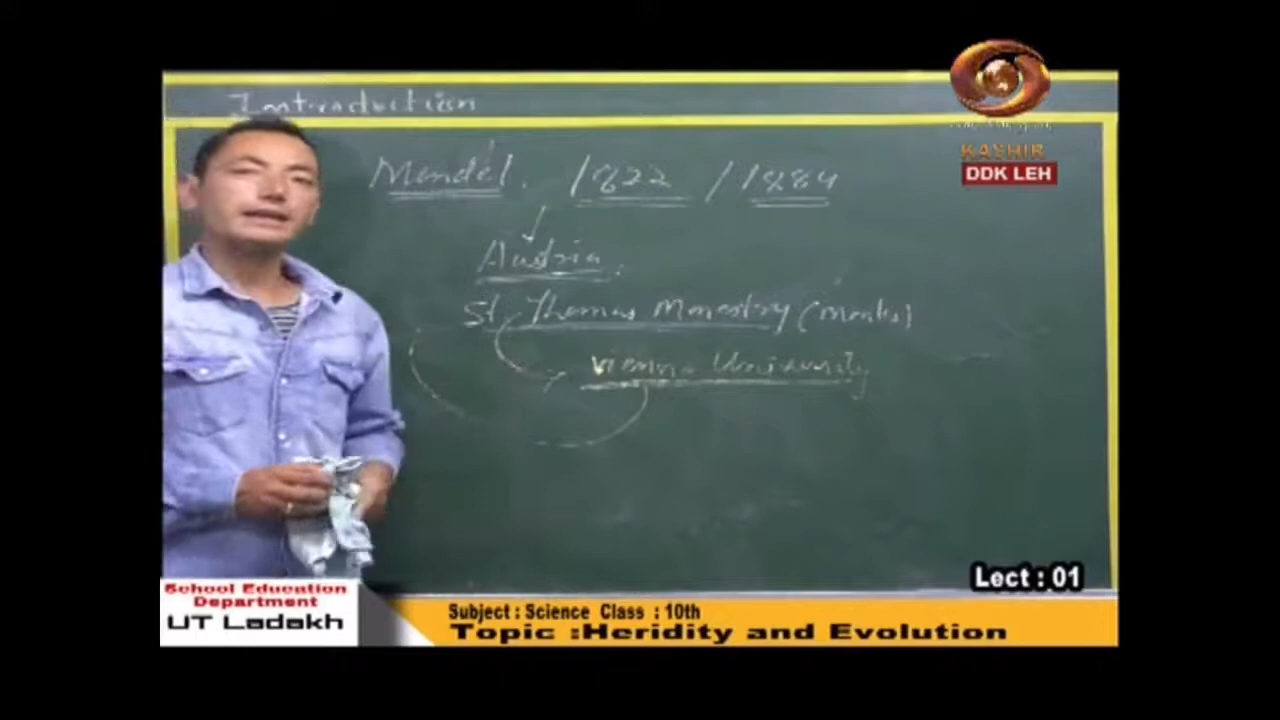 Introduction
Mendel. 1822 / 1884
Austria.
St. Thomas Monastry (monks)
Vienna University
KASHIR
DDK LEH
Lect : 01
School Education
Department
UT Ladakh
Subject : Science Class : 10th
Topic :Heridity and Evolution